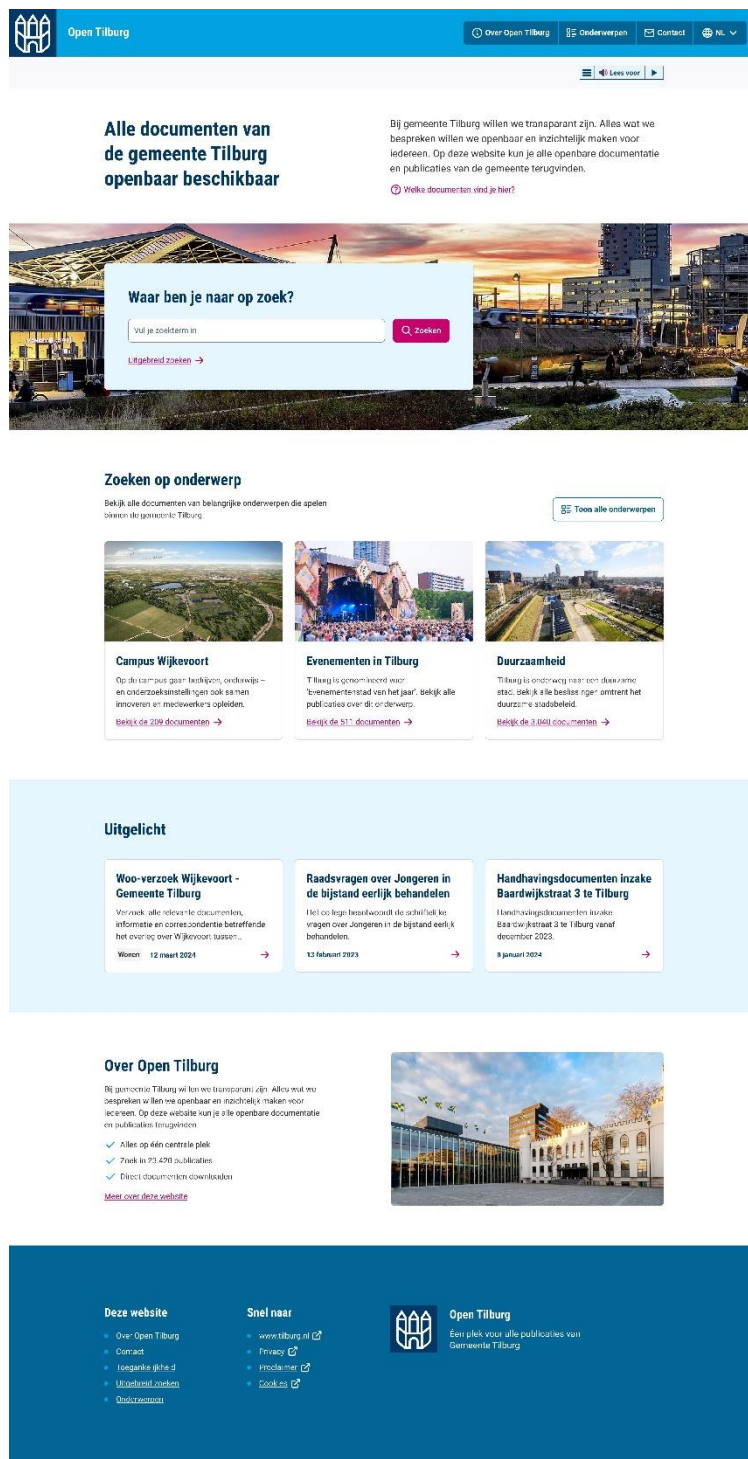 Open Tilburg
Over Open Tilburg
Onderwerpen
Contact
NL
Lees voor
Alle documenten van
de gemeente Tilburg
openbaar beschikbaar
Bij gemeente Tilburg willen we transparant zijn. Alles wat we
bespreken willen we openbaar en inzichtelijk maken voor
iedereen. Op deze website kun je alle openbare documentatie
en publicaties van de gemeente terugvinden.
Welke documenten vind je hier?
Waar ben je naar op zoek?
Vul je zoekterm in
Zoeken
Uitgebreid zoeken
Zoeken op onderwerp
Bekijk alle documenten van belangrijke onderwerpen die spelen
binnen de gemeente Tilburg
Toon alle onderwerpen
Campus Wijkevoort
Op de campus gaan bedrijven, onderwijs –
en onderzoeksinstellingen ook samen
innoveren en medewerkers opleiden.
Bekijk de 209 documenten
Evenementen in Tilburg
Tilburg is genomineerd voor
'Evenementenstad van het jaar'. Bekijk alle
publicaties over dit onderwerp.
Bekijk de 511 documenten
Duurzaamheid
Tilburg is onderweg naar een duurzame
stad. Bekijk alle beslissingen omtrent het
duurzame stadsbeleid.
Bekijk de 3.040 documenten
Uitgelicht
Woo-verzoek Wijkevoort -
Gemeente Tilburg
Verzoek: alle relevante documenten,
informatie en correspondentie betreffende
het overleg over Wijkevoort tussen...
Wonen 12 maart 2024
Raadsvragen over Jongeren in
de bijstand eerlijk behandelen
Het college beantwoordt de schriftelijke
vragen over Jongeren in de bijstand eerlijk
behandelen.
13 februari 2023
Handhavingsdocumenten inzake
Baardwijkstraat 3 te Tilburg
Handhavingsdocumenten inzake
Baardwijkstraat 3 te Tilburg vanaf
december 2023.
8 januari 2024
Over Open Tilburg
Bij gemeente Tilburg willen we transparant zijn. Alles wat we
bespreken willen we openbaar en inzichtelijk maken voor
iedereen. Op deze website kun je alle openbare documentatie
en publicaties terugvinden
Alles op één centrale plek
Zoek in 23.420 publicaties
Direct documenten downloaden
Meer over deze website
Deze website
Over Open Tilburg
Contact
Toegankelijkheid
Uitgebreid zoeken
Onderwerpen
Snel naar
www.tilburg.nl
Privacy
Proclaimer
Cookies
Open Tilburg
Één plek voor alle publicaties van
Gemeente Tilburg